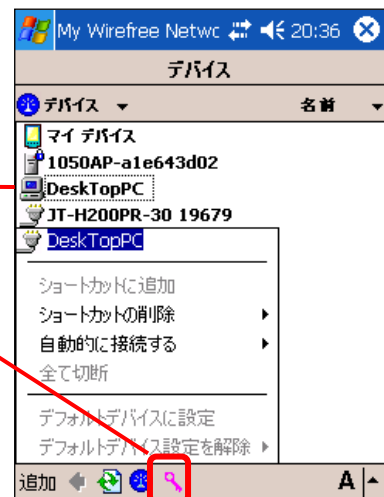 My Wirefree Netwc 20:36
デバイス
デバイス 名前
マイ デバイス
1050AP-a1e643d02
DeskTopPC
JT-H200PR-30 19679
DeskTopPC
ショートカットに追加
ショートカットの削除
自動的に接続する
全て切断
デフォルトデバイスに設定
デフォルトデバイス設定を解除
追加 A